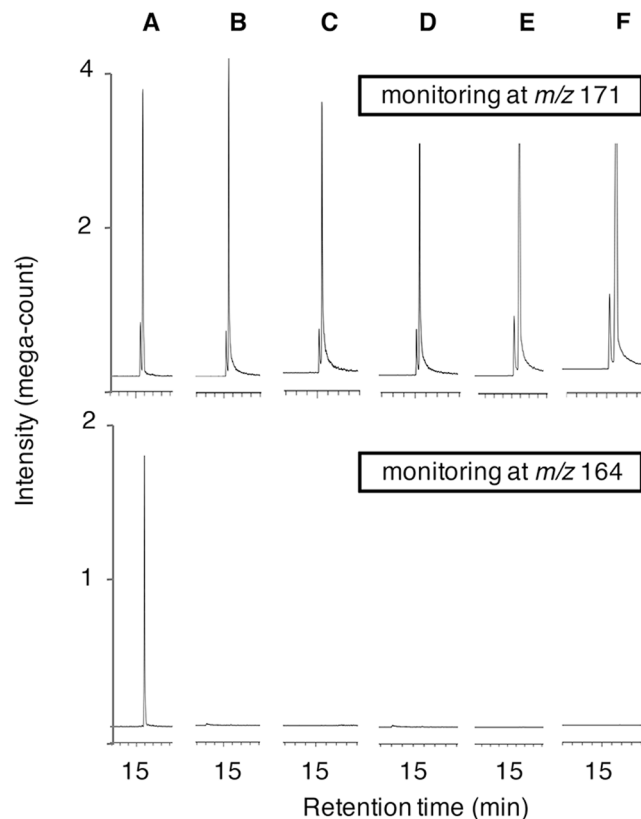 A B C D E F
4
monitoring at m/z 171
2
Intensity (mega-count)
2
monitoring at m/z 164
1
15 15 15 15 15 15
Retention time (min)